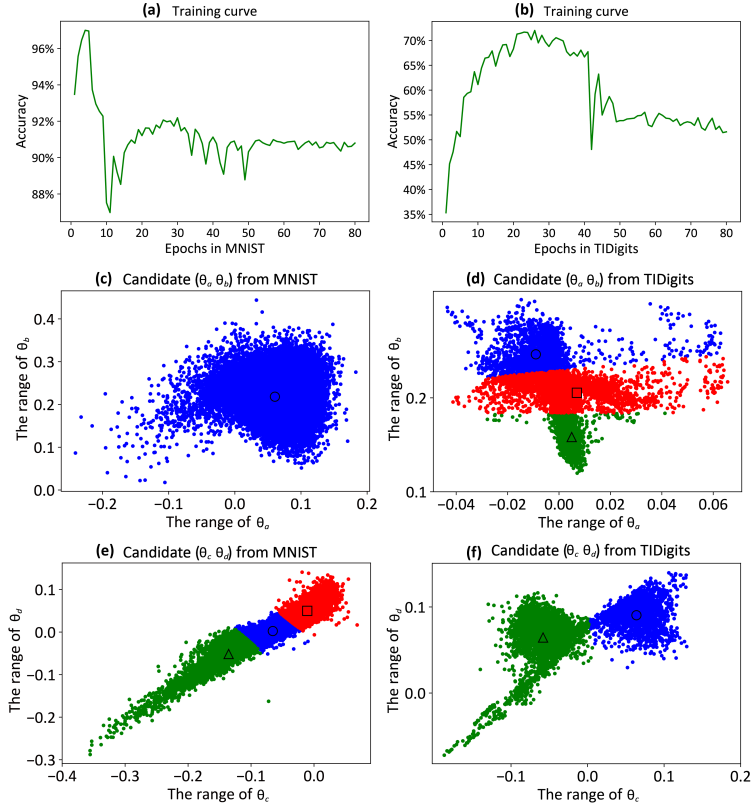 (a) Training curve
96%
94%
92%
90%
88%
Accuracy
0 10 20 30 40 50 60 70 80
Epochs in MNIST
(b) Training curve
70%
65%
60%
55%
50%
45%
40%
35%
Accuracy
0 10 20 30 40 50 60 70 80
Epochs in TIDigits
(c) Candidate (θa θb) from MNIST
0.4
0.3
0.2
0.1
0.0
The range of θb
−0.2 −0.1 0.0 0.1 0.2
The range of θa
(d) Candidate (θa θb) from TIDigits
0.2
0.1
The range of θb
−0.04 −0.02 0.00 0.02 0.04 0.06
The range of θa
(e) Candidate (θc θd) from MNIST
0.1
0.0
−0.1
−0.2
−0.3
The range of θd
−0.4 −0.3 −0.2 −0.1 0.0
The range of θc
(f) Candidate (θc θd) from TIDigits
0.1
0.0
The range of θd
−0.1 0.0 0.1 0.2
The range of θc